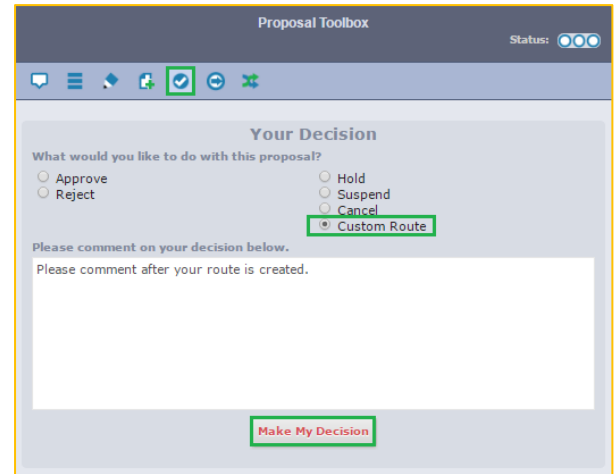 Proposal Toolbox
Status:
Your Decision
What would you like to do with this proposal?
Approve
Reject
Hold
Suspend
Cancel
Custom Route
Please comment on your decision below.
Please comment after your route is created.
Make My Decision